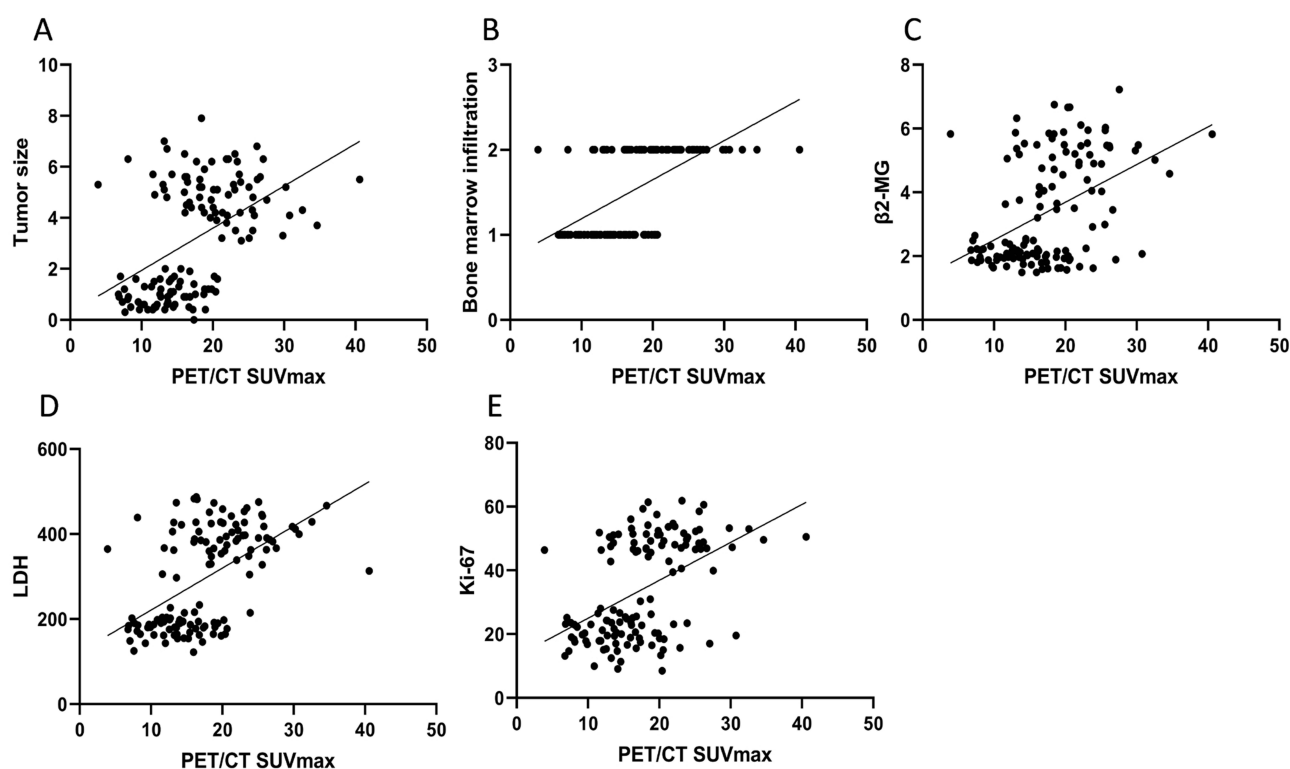 A
Tumor size
10
8
6
4
2
0
0 10 20 30 40 50
PET/CT SUVmax
B
Bone marrow infiltration
3
2
1
0
0 10 20 30 40 50
PET/CT SUVmax
C
β2-MG
8
6
4
2
0
0 10 20 30 40 50
PET/CT SUVmax
D
LDH
600
400
200
0
0 10 20 30 40 50
PET/CT SUVmax
E
Ki-67
80
60
40
20
0
0 10 20 30 40 50
PET/CT SUVmax